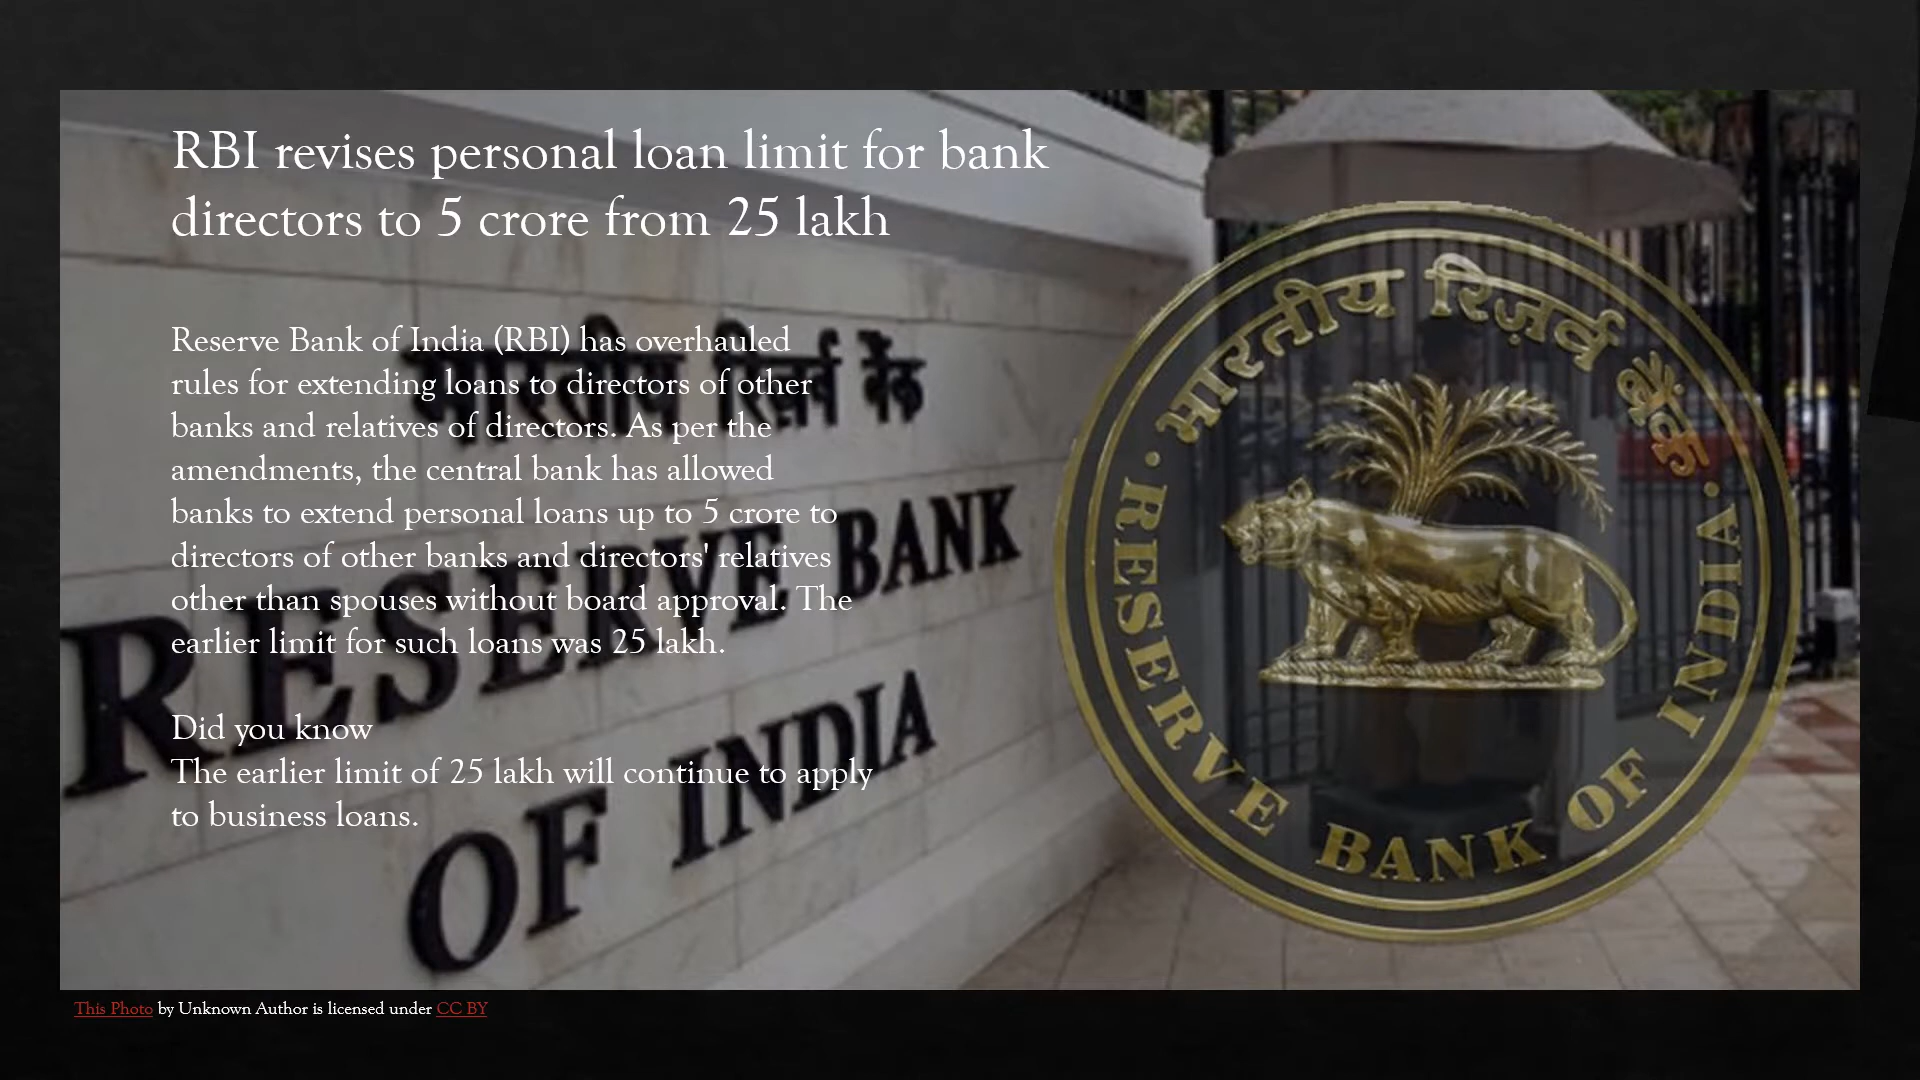 RBI revises personal loan limit for bank
directors to 5 crore from 25 lakh
Reserve Bank of India (RBI) has overhauled
rules for extending loans to directors of other
banks and relatives of directors. As per the
amendments, the central bank has allowed
banks to extend personal loans up to 5 crore to
directors of other banks and directors' relatives
other than spouses without board approval. The
earlier limit for such loans was 25 lakh.
Did you know
The earlier limit of 25 lakh will continue to apply
to business loans.
भारतीय रिज़र्व बैंक
RESERVE BANK
OF INDIA
भारतीय रिज़र्व बैंक
RESERVE BANK OF INDIA
This Photo by Unknown Author is licensed under CC BY